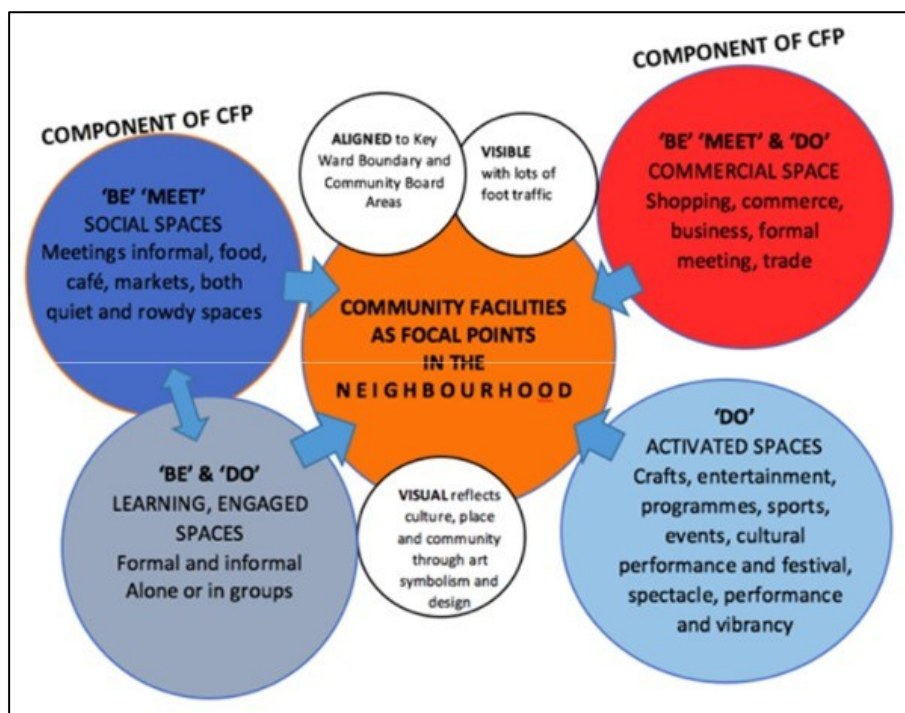 COMPONENT OF CFP
'BE' 'MEET'
SOCIAL SPACES
Meetings informal, food,
café, markets, both
quiet and rowdy spaces
ALIGNED to Key
Ward Boundary and
Community Board
Areas
VISIBLE
with lots of
foot traffic
COMPONENT OF CFP
'BE' 'MEET' & 'DO'
COMMERCIAL SPACE
Shopping, commerce,
business, formal
meeting, trade
COMMUNITY FACILITIES
AS FOCAL POINTS
IN THE
N E I G H B O U R H O O D
'BE' & 'DO'
LEARNING, ENGAGED
SPACES
Formal and informal
Alone or in groups
VISUAL reflects
culture, place
and community
through art
symbolism and
design
'DO'
ACTIVATED SPACES
Crafts, entertainment,
programmes, sports,
events, cultural
performance and festival,
spectacle, performance
and vibrancy